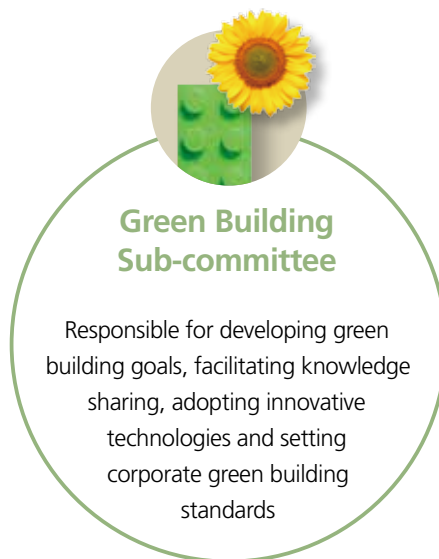 Green Building
Sub-committee
Responsible for developing green
building goals, facilitating knowledge
sharing, adopting innovative
technologies and setting
corporate green building
standards